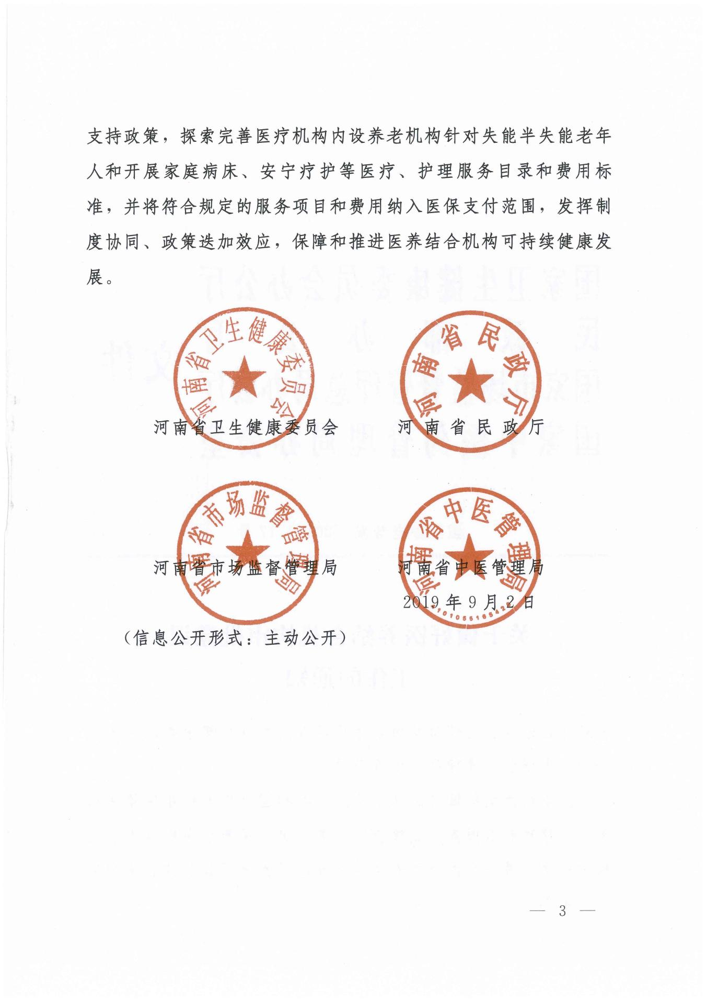 支持政策，探索完善医疗机构内设养老机构针对失能半失能老年
人和开展家庭病床、安宁疗护等医疗、护理服务目录和费用标
准，并将符合规定的服务项目和费用纳入医保支付范围，发挥制
度协同、政策迭加效应，保障和推进医养结合机构可持续健康发
展。
河南省卫生健康委员会
河南省民政厅
河南省卫生健康委员会 河南省民政厅
河南省市场监督管理局
河南省中医管理局
河南省市场监督管理局 河南省中医管理局
2019年9月2日
（信息公开形式：主动公开）
— 3 —